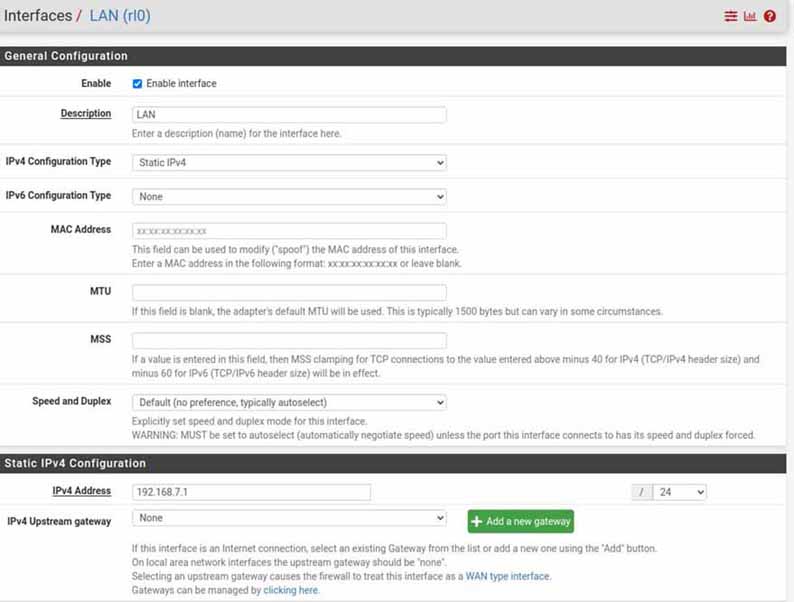 Interfaces / LAN (rl0)
General Configuration
Enable Enable interface
Description LAN
Enter a description (name) for the interface here.
IPv4 Configuration Type Static IPv4
IPv6 Configuration Type None
MAC Address xx:xx:xx:xx:xx:xx
This field can be used to modify ("spoof") the MAC address of this interface.
Enter a MAC address in the following format: xx:xx:xx:xx:xx:xx or leave blank.
MTU
If this field is blank, the adapter's default MTU will be used. This is typically 1500 bytes but can vary in some circumstances.
MSS
If a value is entered in this field, then MSS clamping for TCP connections to the value entered above minus 40 for IPv4 (TCP/IPv4 header size) and
minus 60 for IPv6 (TCP/IPv6 header size) will be in effect.
Speed and Duplex Default (no preference, typically autoselect)
Explicitly set speed and duplex mode for this interface.
WARNING: MUST be set to autoselect (automatically negotiate speed) unless the port this interface connects to has its speed and duplex forced.
Static IPv4 Configuration
IPv4 Address 192.168.7.1 / 24
IPv4 Upstream gateway None + Add a new gateway
If this interface is an Internet connection, select an existing Gateway from the list or add a new one using the "Add" button.
On local area network interfaces the upstream gateway should be "none".
Selecting an upstream gateway causes the firewall to treat this interface as a WAN type interface.
Gateways can be managed by clicking here.